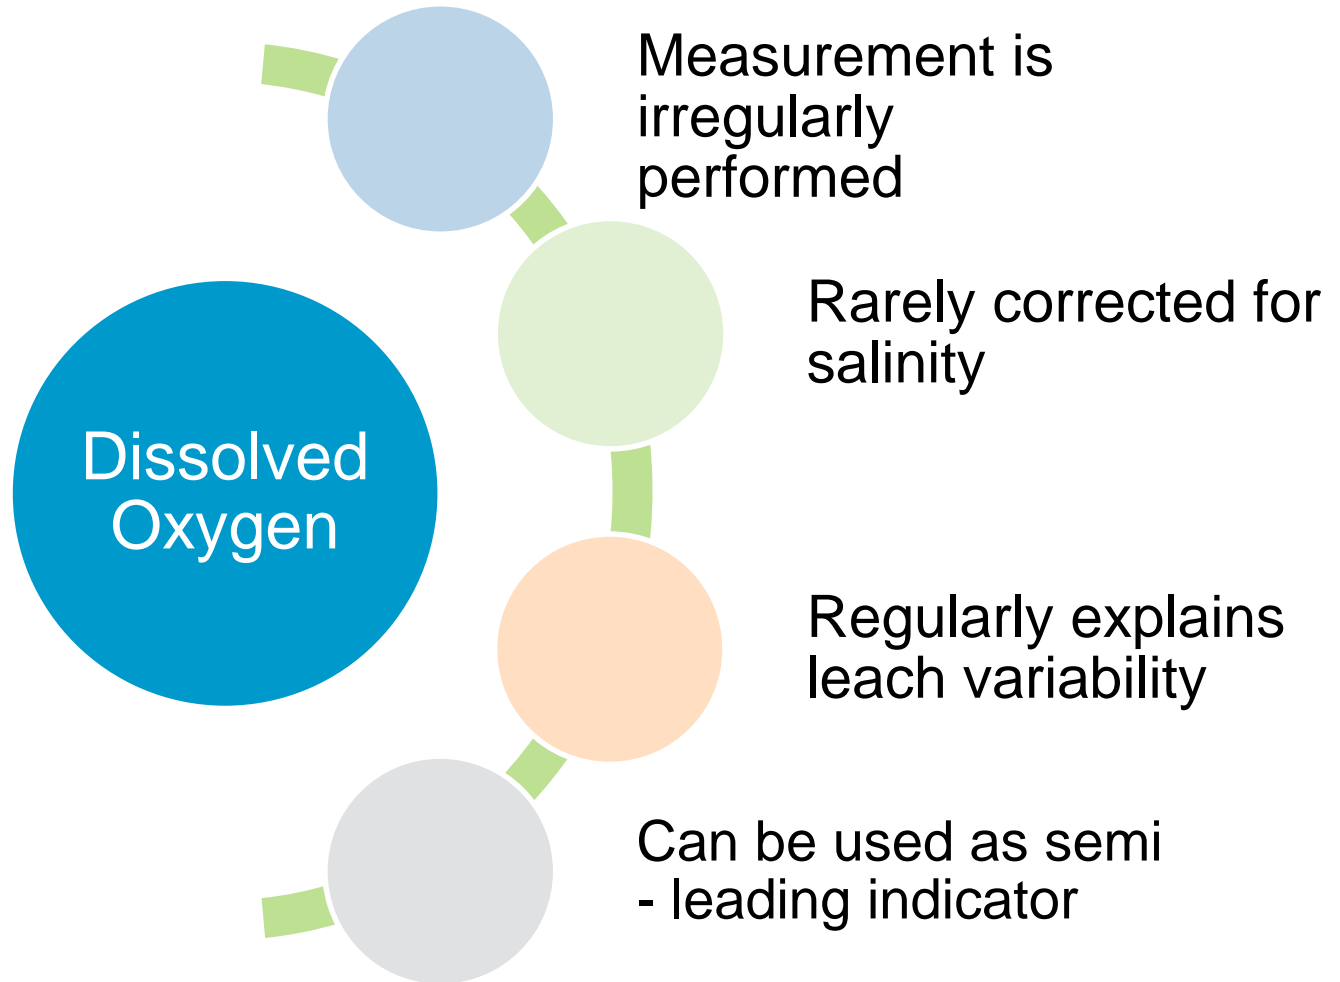 Measurement is
irregularly
performed
Rarely corrected for
salinity
Dissolved
Oxygen
Regularly explains
leach variability
Can be used as semi
- leading indicator